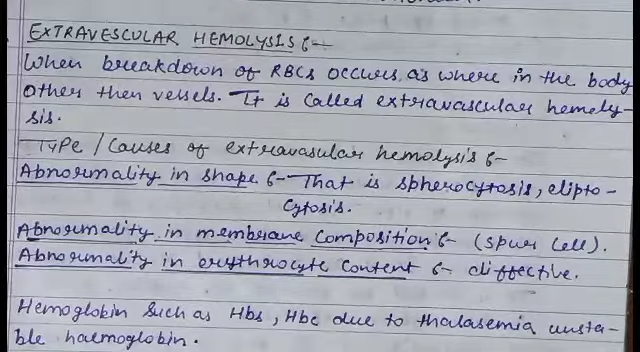 EXTRAVESCULAR HEMOLYSIS :-
When breakdown of RBCs occurs as where in the body
Other then vessels. It is called extravascular hemoly-
sis.
Type / Causes of extravasular hemolysis :-
Abnormality in shape :- That is spherocytosis, elipto-
cytosis.
Abnormality in membrane Composition :- (Spur Cell).
Abnormality in erythrocyte Content :- diffective.
Hemoglobin Such as Hbs, Hbc due to thalasemia unsta-
ble haemoglobin.